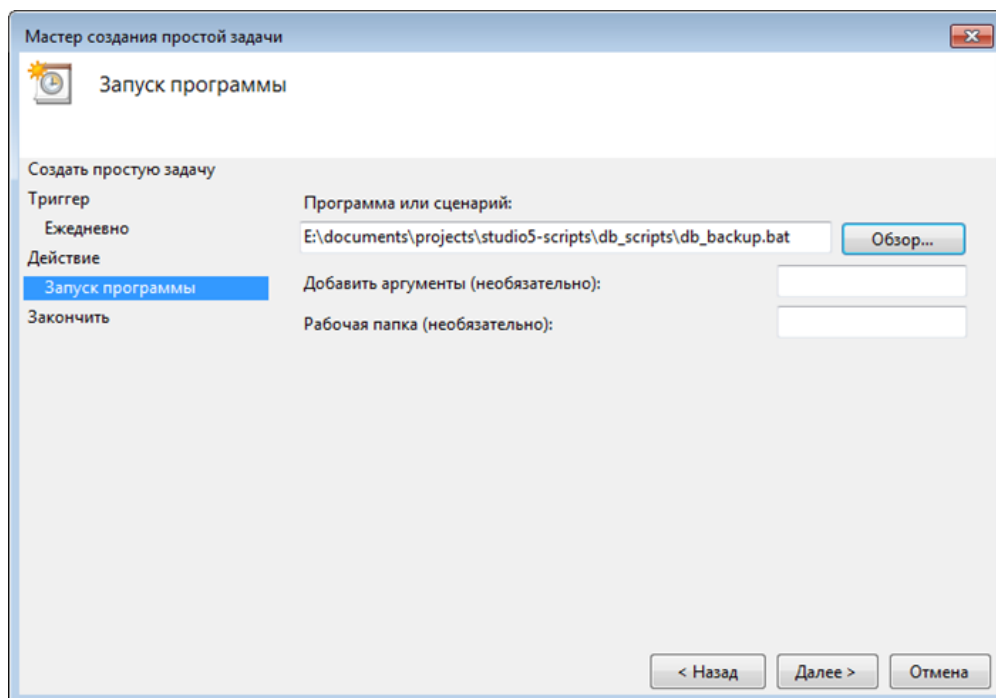 Мастер создания простой задачи
Запуск программы
Создать простую задачу
Триггер
Ежедневно
Действие
Запуск программы
Закончить
Программа или сценарий:
E:\documents\projects\studio5-scripts\db_scripts\db_backup.bat
Обзор...
Добавить аргументы (необязательно):
Рабочая папка (необязательно):
< Назад
Далее >
Отмена